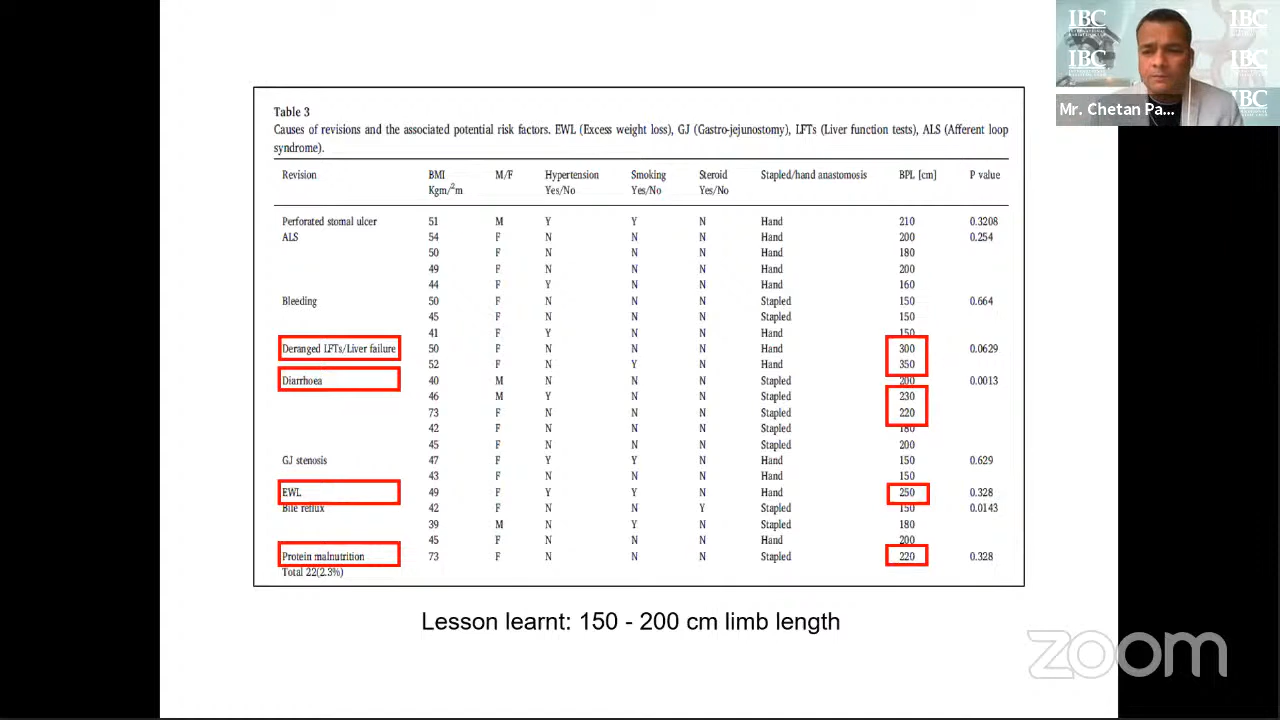 IBC
IBC
IBC
IBC
IBC
Mr. Chetan Pa...
Table 3
Causes of revisions and the associated potential risk factors. EWL (Excess weight loss), GJ (Gastro-jejunostomy), LFTs (Liver function tests), ALS (Afferent loop
syndrome).
Revision BMI M/F Hypertension Smoking Steroid Stapled/hand anastomosis BPL [cm] P value
Kgm/²m Yes/No Yes/No Yes/No
Perforated stomal ulcer 51 M Y Y N Hand 210 0.3208
ALS 54 F N N N Hand 200 0.254
50 F N N N Hand 180
49 F N N N Hand 200
44 F Y N N Hand 160
Bleeding 50 F N N N Stapled 150 0.664
45 F N N N Stapled 150
41 F Y N N Hand 150
Deranged LFTs/Liver failure 50 F N N N Hand 300 0.0629
52 F N Y N Hand 350
Diarrhoea 40 M N N N Stapled 200 0.0013
46 M Y N N Stapled 230
73 F N N N Stapled 220
42 F N N N Stapled 180
45 F N N N Stapled 200
GJ stenosis 47 F Y Y N Hand 150 0.629
43 F N N N Hand 150
EWL 49 F Y Y N Hand 250 0.328
Bile reflux 42 F N N Y Stapled 150 0.0143
39 M N Y N Stapled 180
45 F N N N Hand 200
Protein malnutrition 73 F N N N Stapled 220 0.328
Total 22(2.3%)
Lesson learnt: 150 - 200 cm limb length
zoom